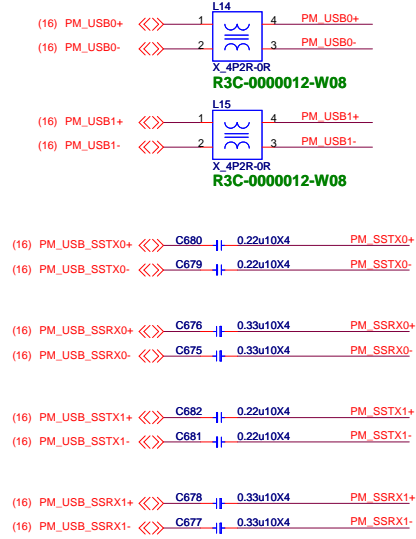 L14
(16) PM_USB0+ 1 4 PM_USB0+
(16) PM_USB0- 2 3 PM_USB0-
X_4P2R-0R
R3C-0000012-W08
L15
(16) PM_USB1+ 1 4 PM_USB1+
(16) PM_USB1- 2 3 PM_USB1-
X_4P2R-0R
R3C-0000012-W08
(16) PM_USB_SSTX0+ C680 0.22u10X4 PM_SSTX0+
(16) PM_USB_SSTX0- C679 0.22u10X4 PM_SSTX0-
(16) PM_USB_SSRX0+ C676 0.33u10X4 PM_SSRX0+
(16) PM_USB_SSRX0- C675 0.33u10X4 PM_SSRX0-
(16) PM_USB_SSTX1+ C682 0.22u10X4 PM_SSTX1+
(16) PM_USB_SSTX1- C681 0.22u10X4 PM_SSTX1-
(16) PM_USB_SSRX1+ C678 0.33u10X4 PM_SSRX1+
(16) PM_USB_SSRX1- C677 0.33u10X4 PM_SSRX1-